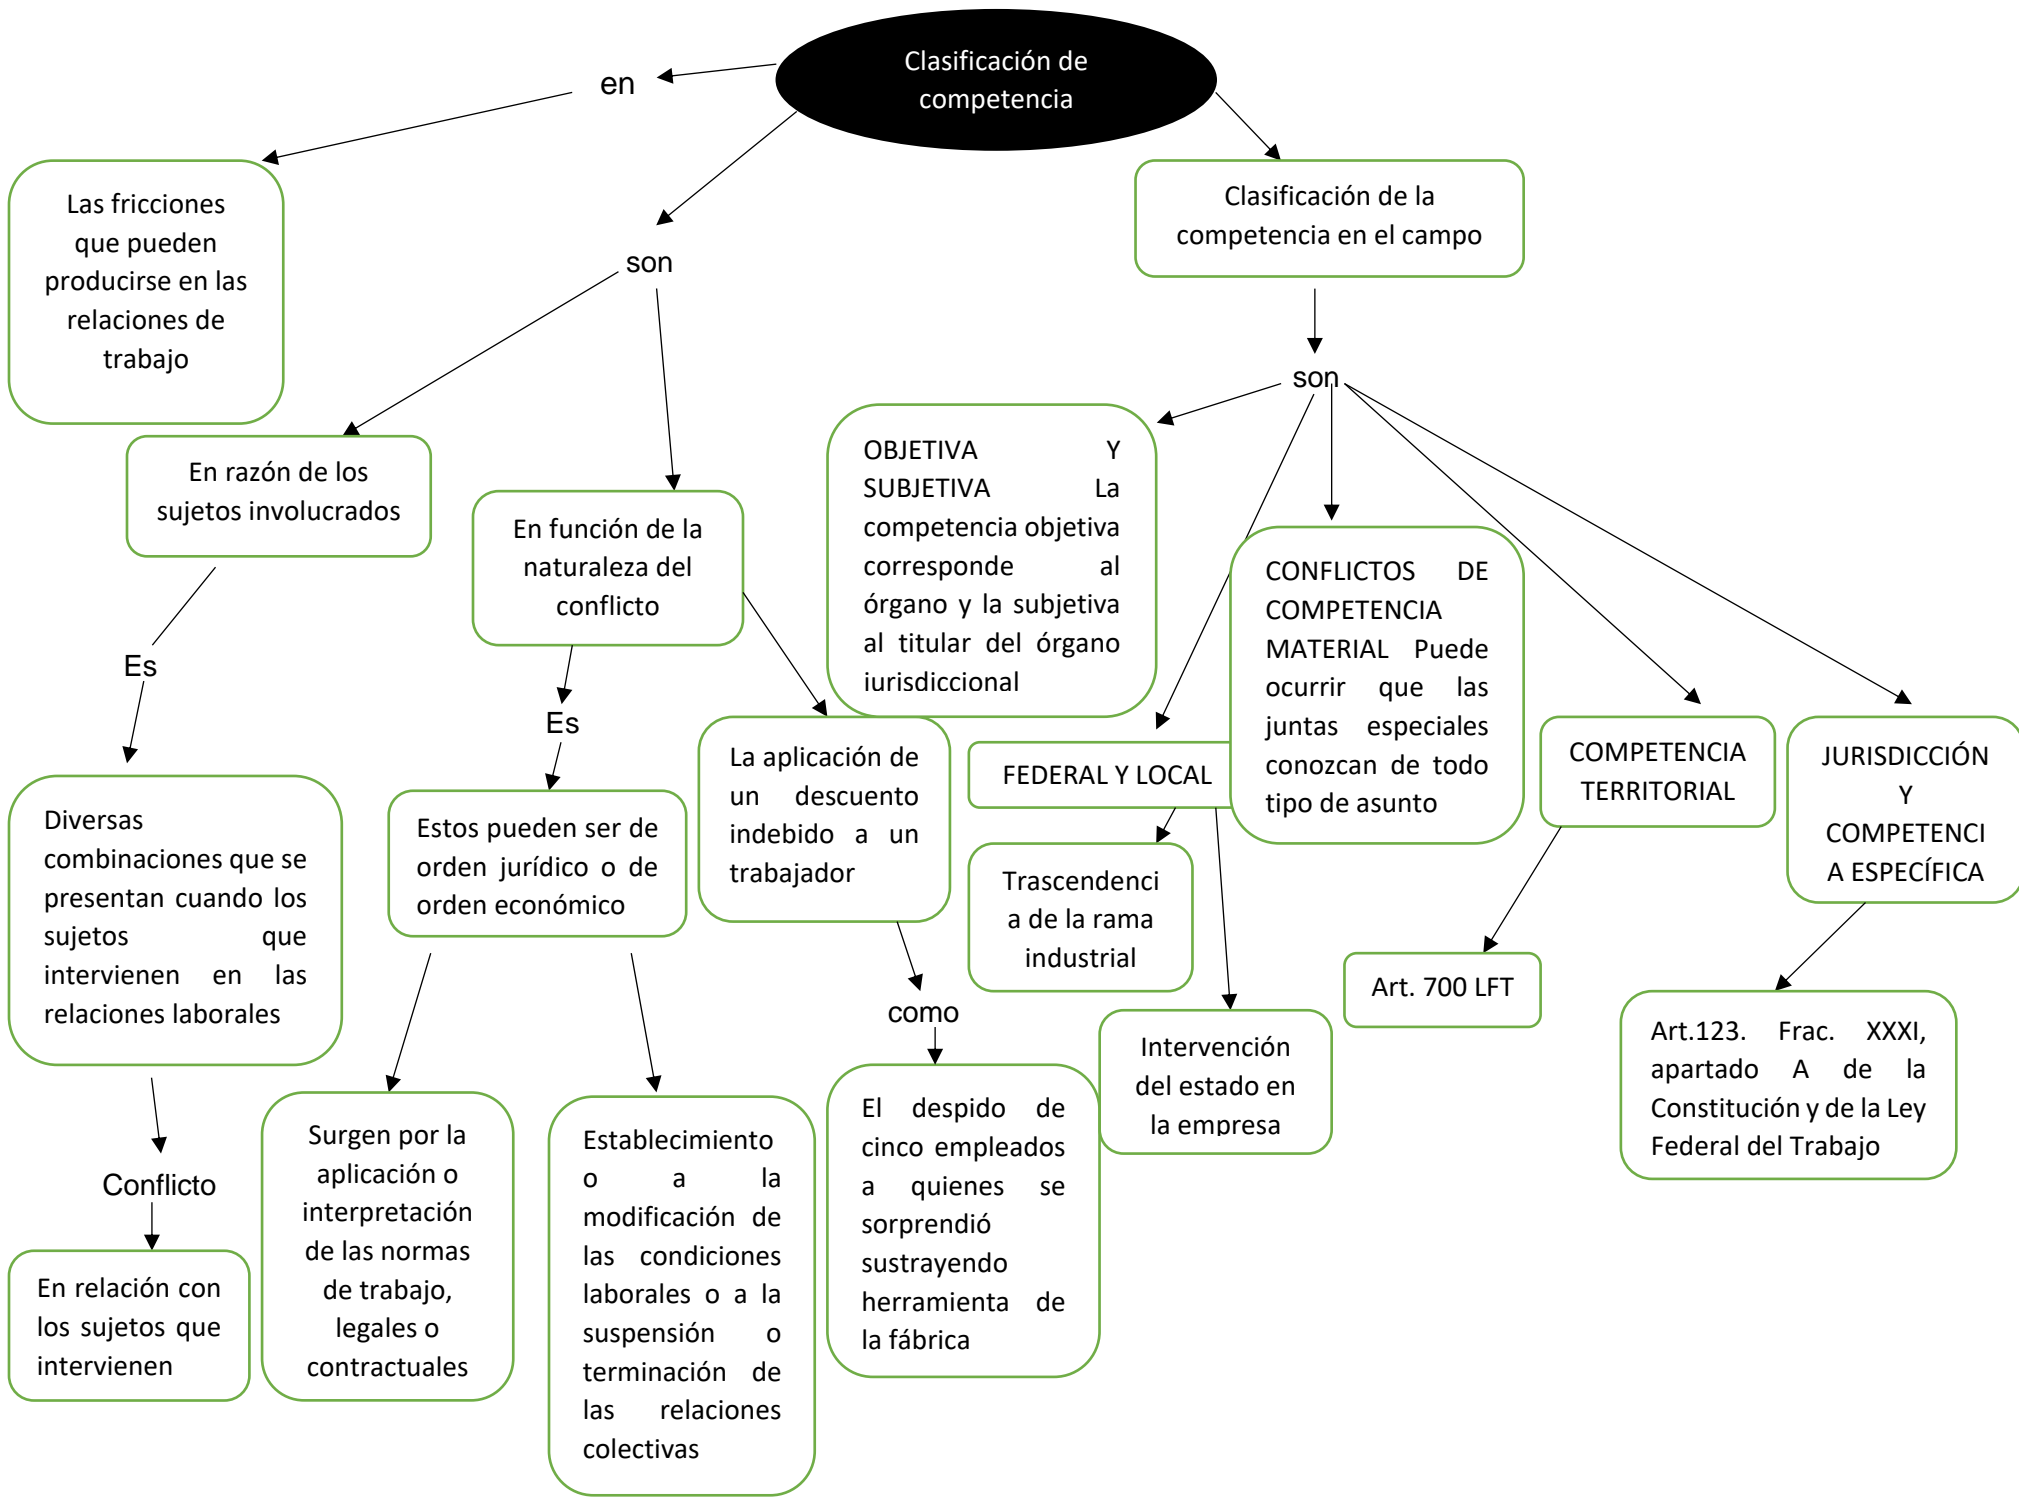 Clasificación de
competencia
en
Las fricciones
que pueden
producirse en las
relaciones de
trabajo
son
Clasificación de la
competencia en el campo
son
En razón de los
sujetos involucrados
En función de la
naturaleza del
conflicto
OBJETIVA Y
SUBJETIVA La
competencia objetiva
corresponde al
órgano y la subjetiva
al titular del órgano
jurisdiccional
CONFLICTOS DE
COMPETENCIA
MATERIAL Puede
ocurrir que las
juntas especiales
conozcan de todo
tipo de asunto
Es
Es
La aplicación de
un descuento
indebido a un
trabajador
FEDERAL Y LOCAL
COMPETENCIA
TERRITORIAL
JURISDICCIÓN
Y
COMPETENCI
A ESPECÍFICA
Diversas
combinaciones que se
presentan cuando los
sujetos que
intervienen en las
relaciones laborales
Estos pueden ser de
orden jurídico o de
orden económico
Trascendenci
a de la rama
industrial
Art. 700 LFT
como
Intervención
del estado en
la empresa
Art.123. Frac. XXXI,
apartado A de la
Constitución y de la Ley
Federal del Trabajo
Conflicto
Surgen por la
aplicación o
interpretación
de las normas
de trabajo,
legales o
contractuales
Establecimiento
o a la
modificación de
las condiciones
laborales o a la
suspensión o
terminación de
las relaciones
colectivas
El despido de
cinco empleados
a quienes se
sorprendió
sustrayendo
herramienta de
la fábrica
En relación con
los sujetos que
intervienen